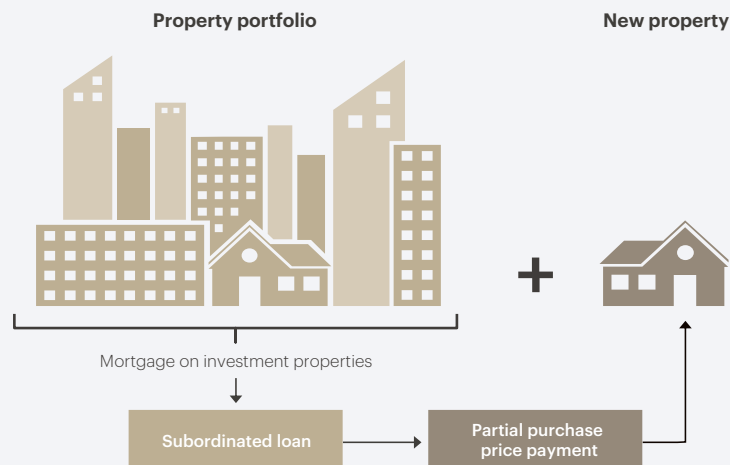 Property portfolio
New property
Mortgage on investment properties
Subordinated loan
Partial purchase
price payment